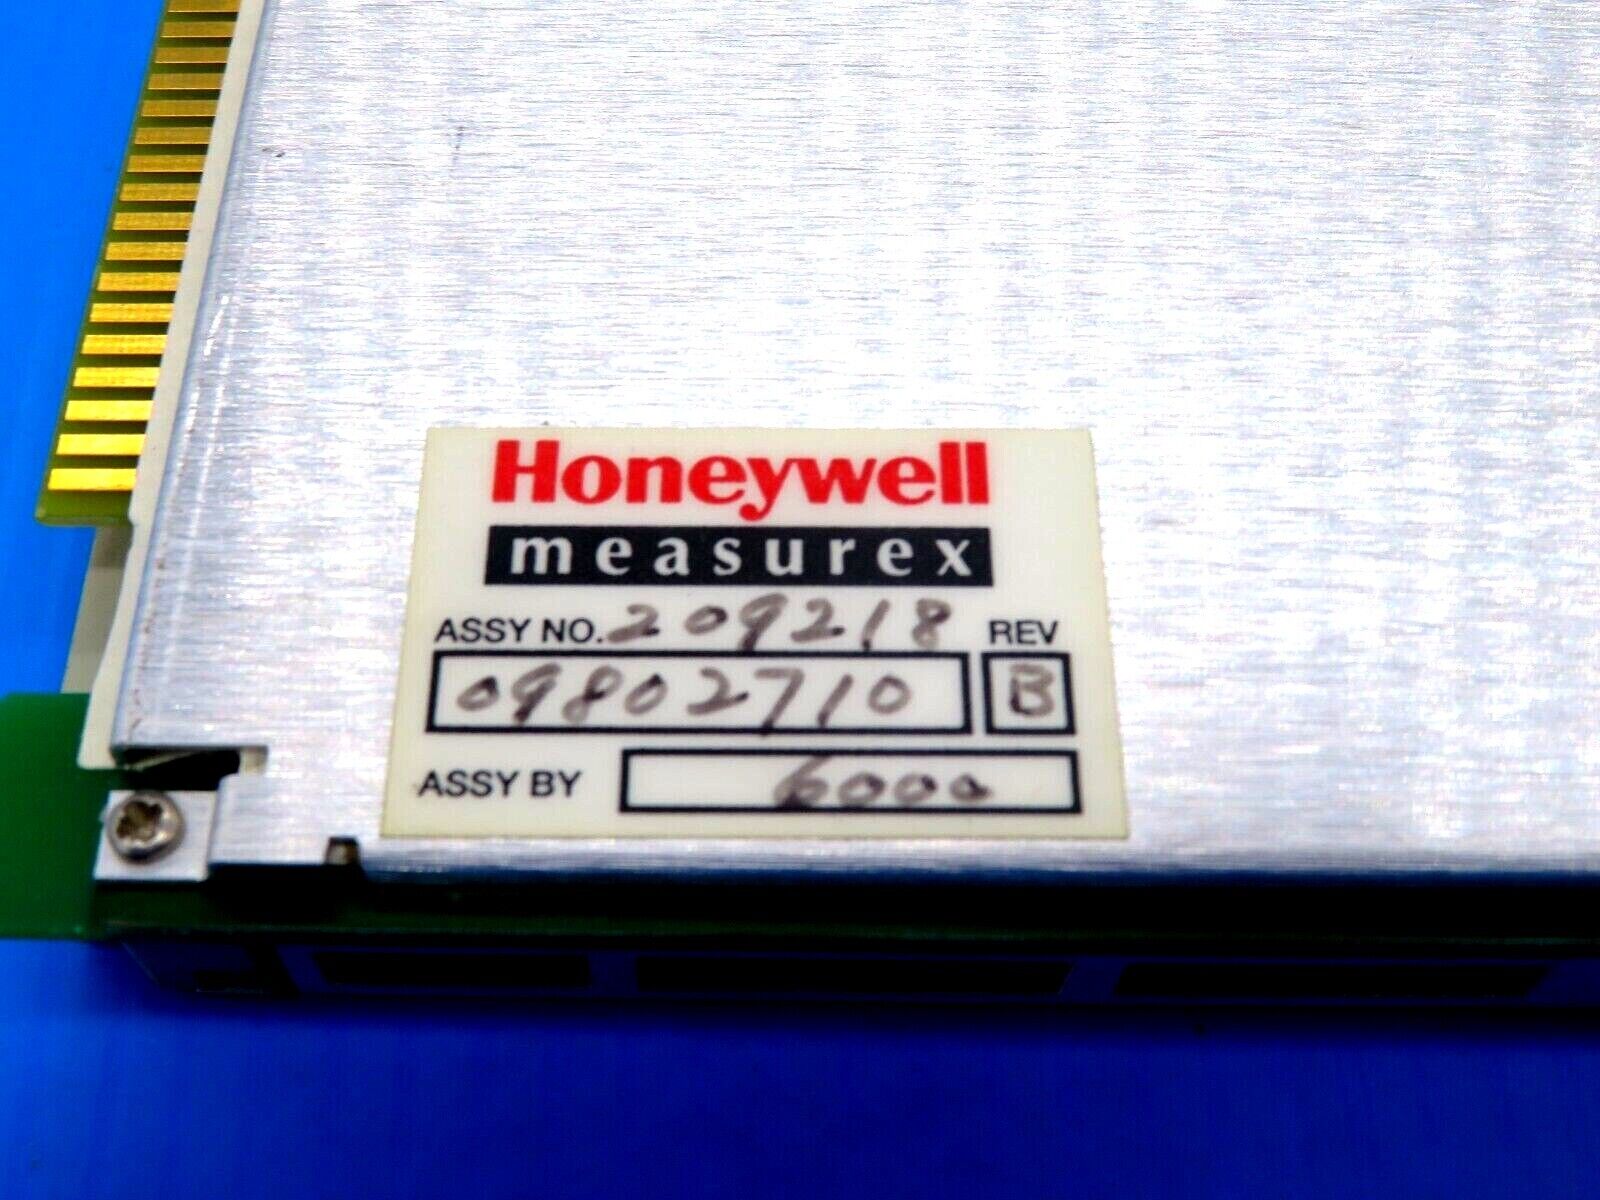 Honeywell
measurex
ASSY NO. 209218 REV
09802710 B
ASSY BY 6000